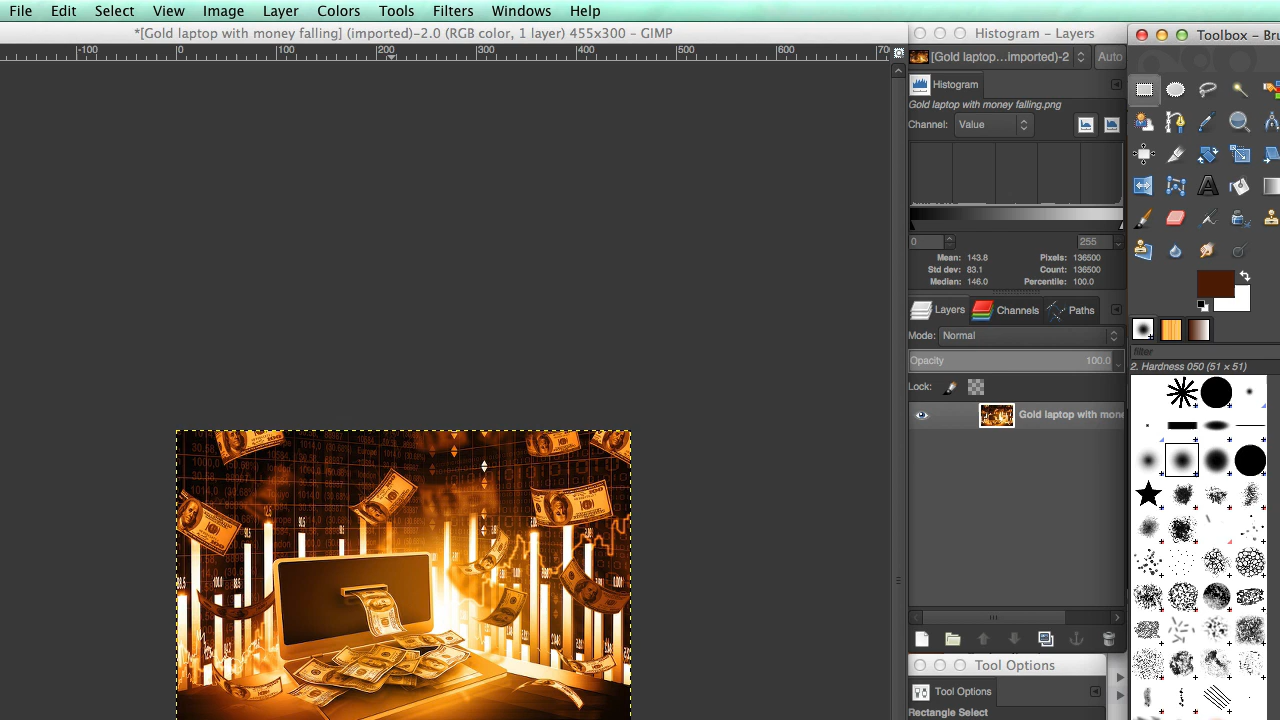 File Edit Select View Image Layer Colors Tools Filters Windows Help
*[Gold laptop with money falling] (imported)-2.0 (RGB color, 1 layer) 455x300 – GIMP
-100 0 100 200 300 400 500 600 700
Histogram – Layers
Toolbox – Bru
[Gold laptop...imported)-2
Auto
Histogram
Gold laptop with money falling.png
Channel:
Value
0
255
Mean: 143.8 Pixels: 136500
Std dev: 83.1 Count: 136500
Median: 146.0 Percentile: 100.0
Layers
Channels
Paths
Mode: Normal
Opacity 100.0
Lock:
Gold laptop with mone
filter
2. Hardness 050 (51 × 51)
Tool Options
Tool Options
Rectangle Select